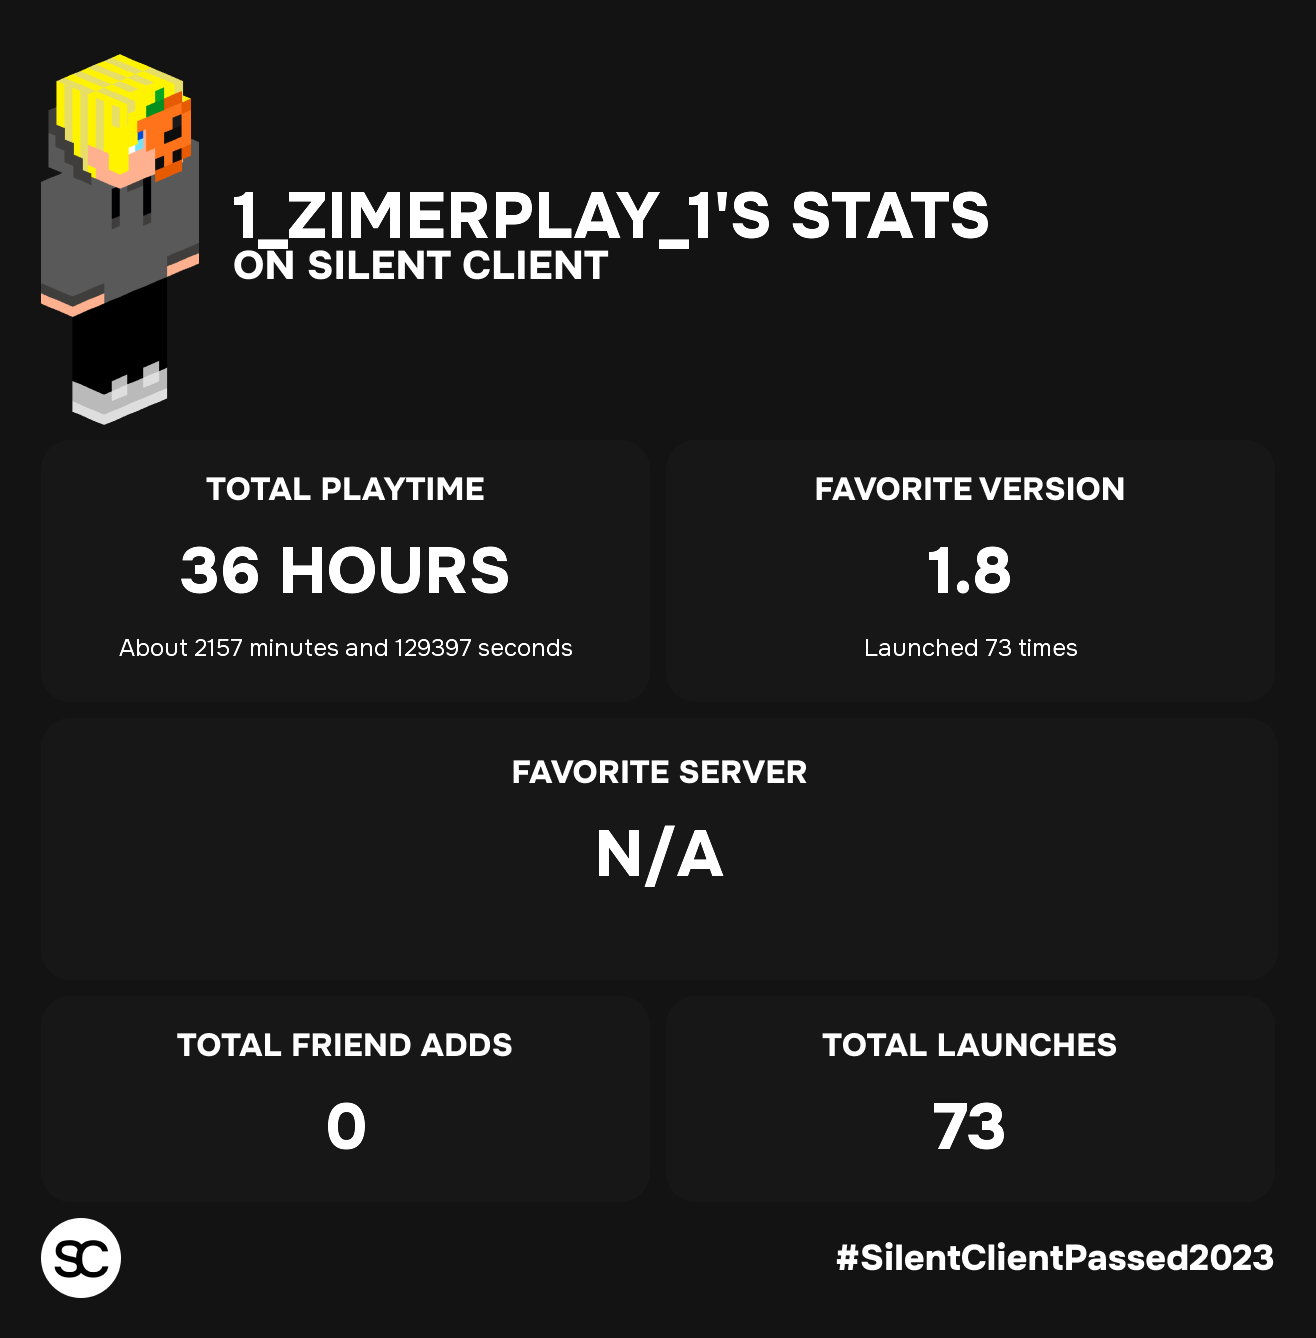 1_ZIMERPLAY_1'S STATS
ON SILENT CLIENT
TOTAL PLAYTIME
36 HOURS
About 2157 minutes and 129397 seconds
FAVORITE VERSION
1.8
Launched 73 times
FAVORITE SERVER
N/A
TOTAL FRIEND ADDS
0
TOTAL LAUNCHES
73
SC
#SilentClientPassed2023